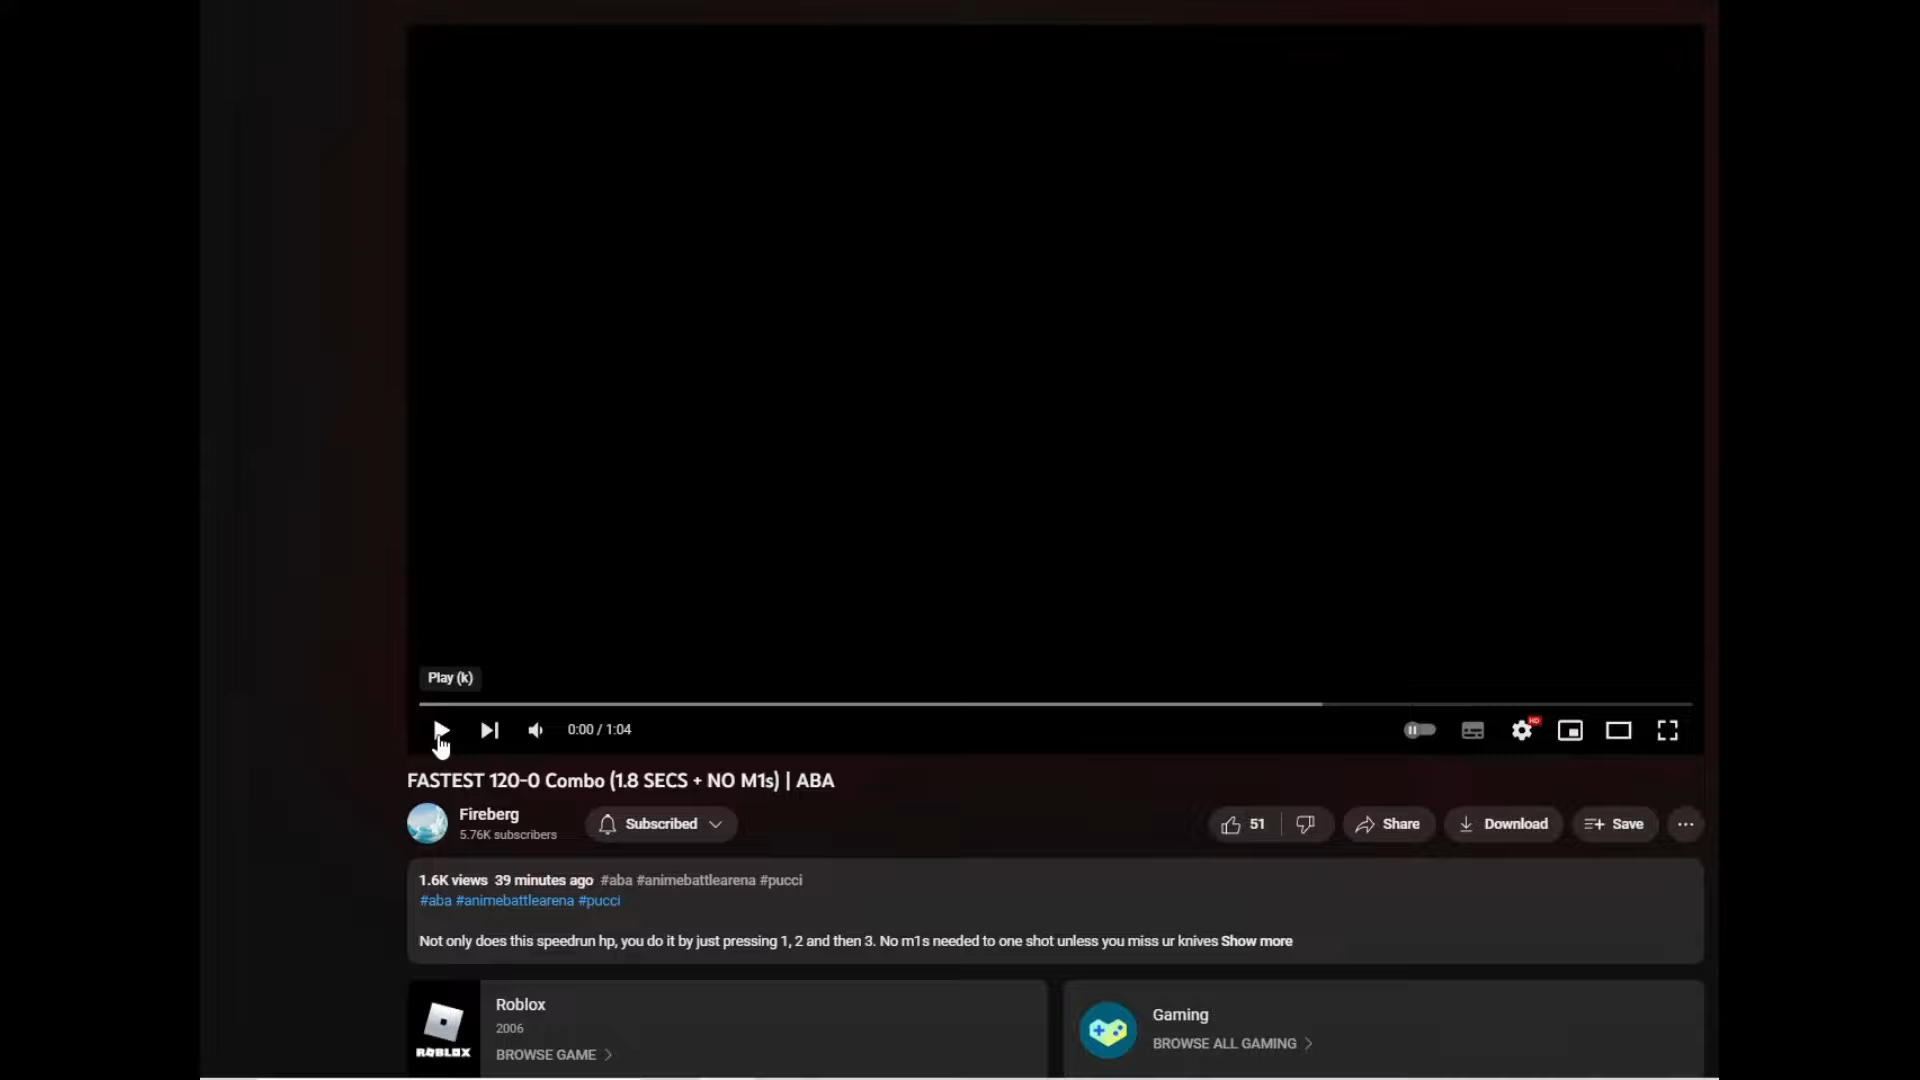 Play (k)
0:00 / 1:04
HD
FASTEST 120-0 Combo (1.8 SECS + NO M1s) | ABA
Fireberg
5.76K subscribers
Subscribed
51
Share
Download
Save
1.6K views 39 minutes ago #aba #animebattlearena #pucci
#aba #animebattlearena #pucci
Not only does this speedrun hp, you do it by just pressing 1, 2 and then 3. No m1s needed to one shot unless you miss ur knives Show more
Roblox
2006
BROWSE GAME
ROBLOX
Gaming
BROWSE ALL GAMING